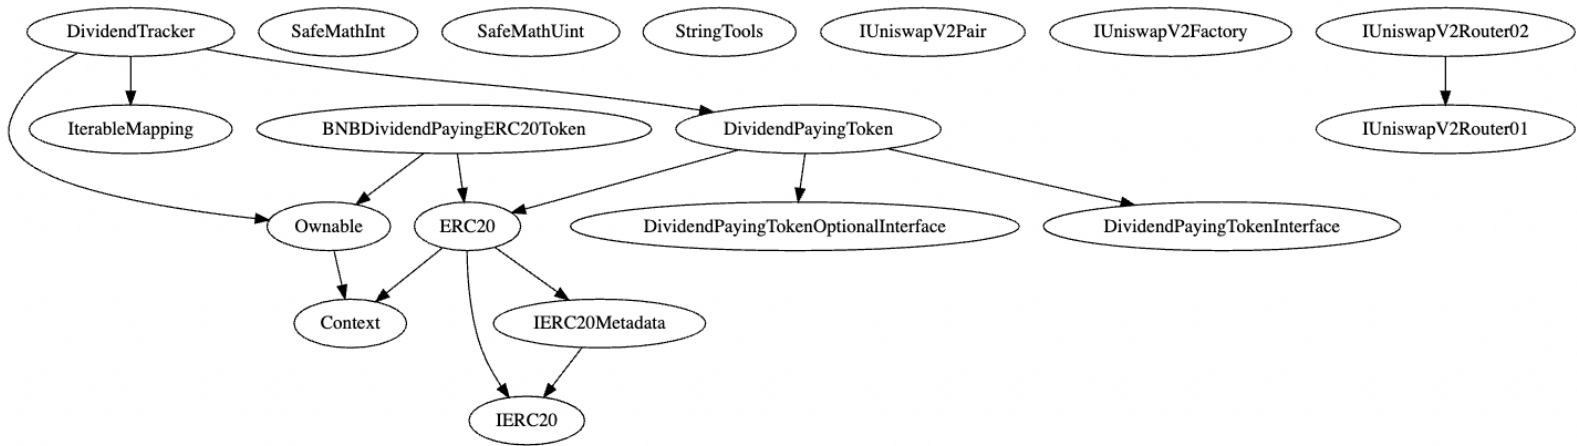 DividendTracker
SafeMathInt
SafeMathUint
StringTools
IUniswapV2Pair
IUniswapV2Factory
IUniswapV2Router02
IterableMapping
BNBDividendPayingERC20Token
DividendPayingToken
IUniswapV2Router01
Ownable
ERC20
DividendPayingTokenOptionalInterface
DividendPayingTokenInterface
Context
IERC20Metadata
IERC20